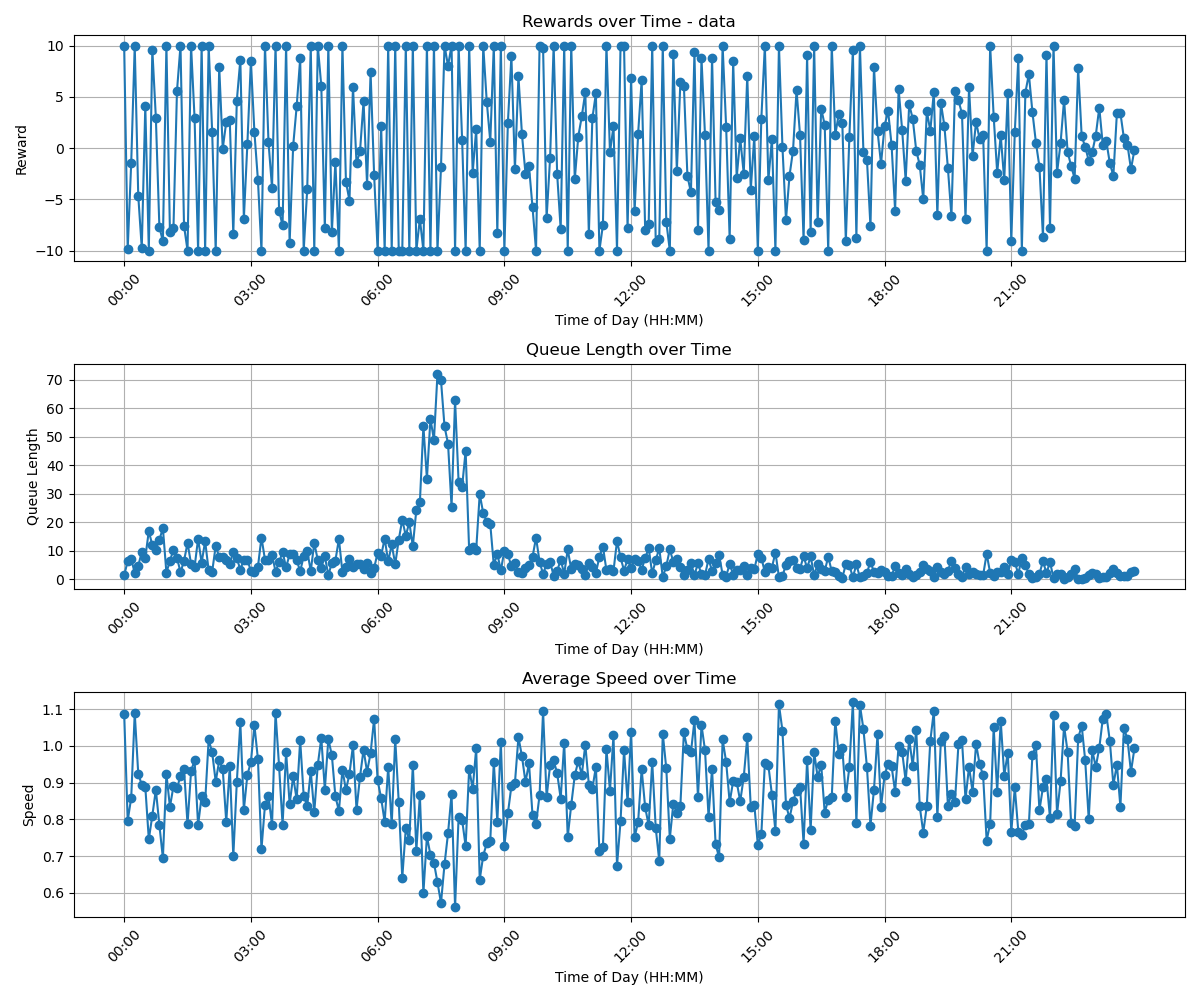 Rewards over Time - data
10
5
0
−5
−10
Reward
00:00 03:00 06:00 09:00 12:00 15:00 18:00 21:00
Time of Day (HH:MM)
Queue Length over Time
70
60
50
40
30
20
10
0
Queue Length
00:00 03:00 06:00 09:00 12:00 15:00 18:00 21:00
Time of Day (HH:MM)
Average Speed over Time
1.1
1.0
0.9
0.8
0.7
0.6
Speed
00:00 03:00 06:00 09:00 12:00 15:00 18:00 21:00
Time of Day (HH:MM)